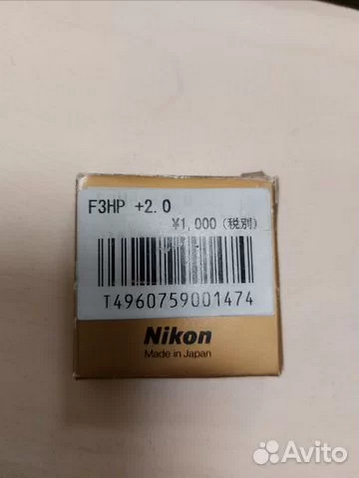 F3HP +2.0
¥1,000 (税別)
T4960759001474
Nikon
Made in Japan
Avito